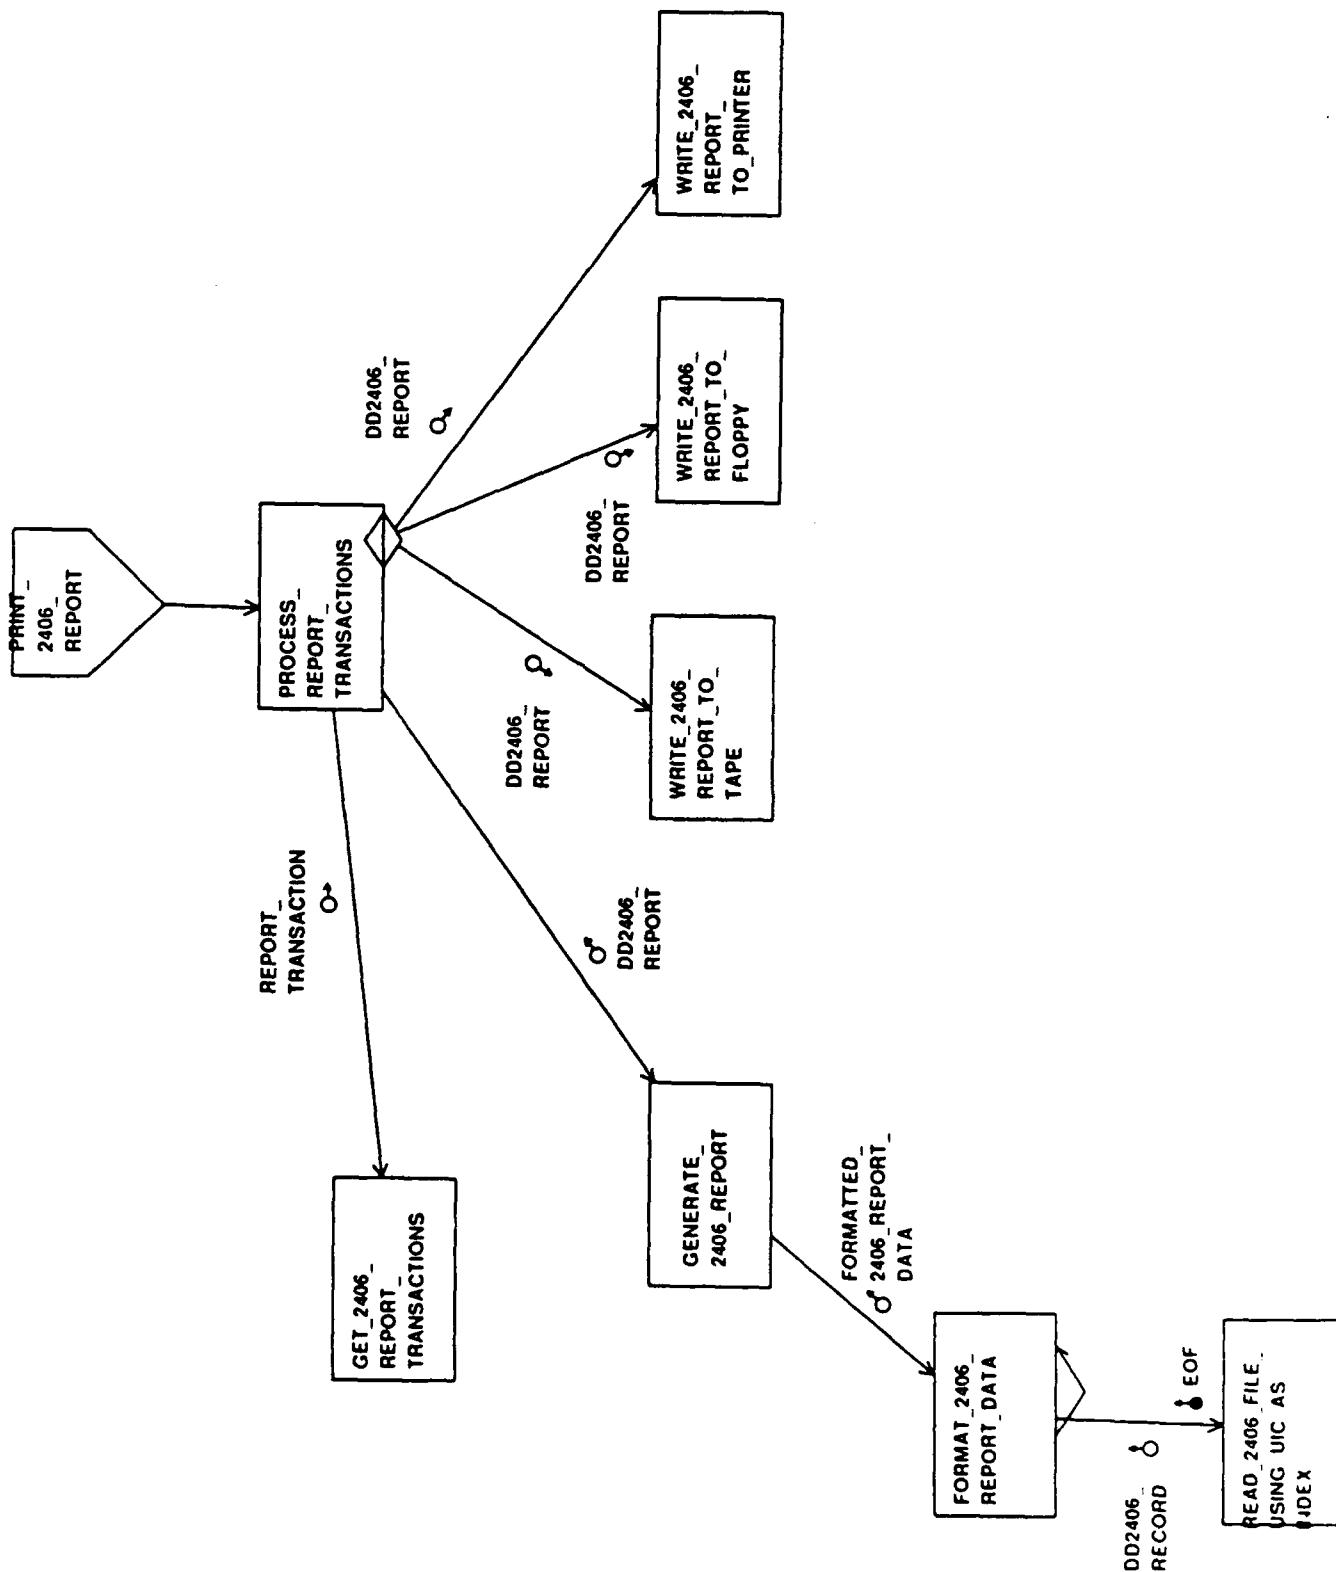 PRINT_
2406_
REPORT
PROCESS_
REPORT_
TRANSACTIONS
REPORT_
TRANSACTION
DD2406_
REPORT
DD2406_
REPORT
DD2406_
REPORT
DD2406_
REPORT
GET_2406_
REPORT_
TRANSACTIONS
GENERATE_
2406_REPORT
WRITE_2406_
REPORT_TO_
TAPE
WRITE_2406_
REPORT_TO_
FLOPPY
WRITE_2406_
REPORT_
TO_PRINTER
FORMATTED_
2406_REPORT_
DATA
FORMAT_2406_
REPORT_DATA
DD2406_
RECORD
EOF
READ_2406_FILE_
USING UIC AS
INDEX